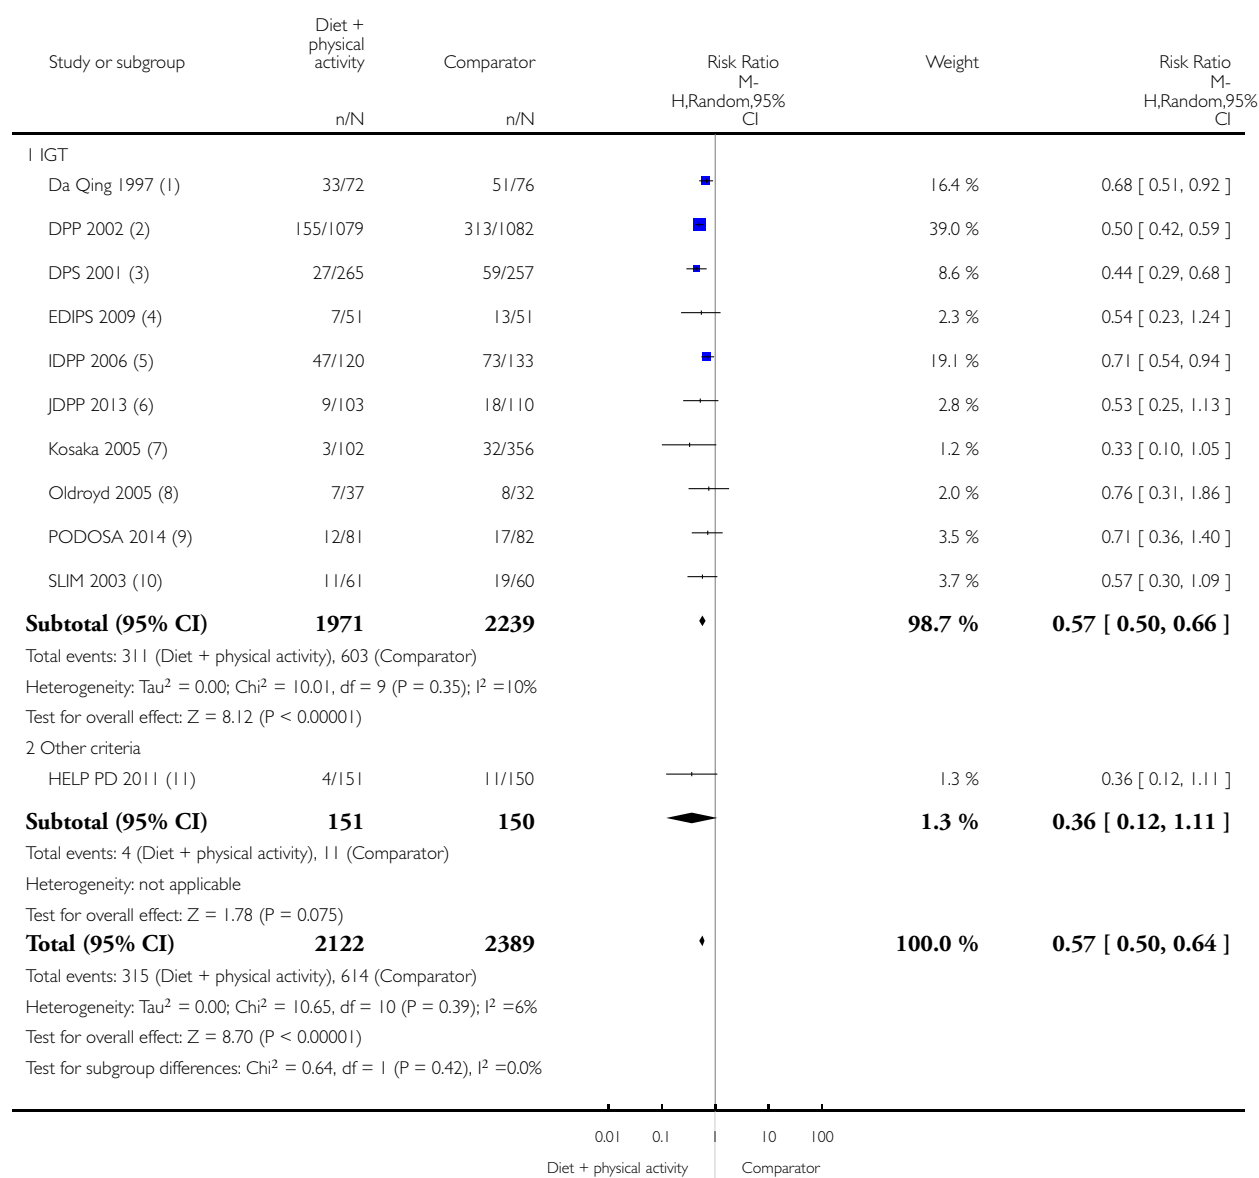 Diet +
physical
Study or subgroup activity Comparator Risk Ratio Weight Risk Ratio
M- M-
H,Random,95% H,Random,95%
n/N n/N CI CI
1 IGT
Da Qing 1997 (1) 33/72 51/76 16.4 % 0.68 [ 0.51, 0.92 ]
DPP 2002 (2) 155/1079 313/1082 39.0 % 0.50 [ 0.42, 0.59 ]
DPS 2001 (3) 27/265 59/257 8.6 % 0.44 [ 0.29, 0.68 ]
EDIPS 2009 (4) 7/51 13/51 2.3 % 0.54 [ 0.23, 1.24 ]
IDPP 2006 (5) 47/120 73/133 19.1 % 0.71 [ 0.54, 0.94 ]
JDPP 2013 (6) 9/103 18/110 2.8 % 0.53 [ 0.25, 1.13 ]
Kosaka 2005 (7) 3/102 32/356 1.2 % 0.33 [ 0.10, 1.05 ]
Oldroyd 2005 (8) 7/37 8/32 2.0 % 0.76 [ 0.31, 1.86 ]
PODOSA 2014 (9) 12/81 17/82 3.5 % 0.71 [ 0.36, 1.40 ]
SLIM 2003 (10) 11/61 19/60 3.7 % 0.57 [ 0.30, 1.09 ]
Subtotal (95% CI) 1971 2239 98.7 % 0.57 [ 0.50, 0.66 ]
Total events: 311 (Diet + physical activity), 603 (Comparator)
Heterogeneity: Tau² = 0.00; Chi² = 10.01, df = 9 (P = 0.35); I² =10%
Test for overall effect: Z = 8.12 (P < 0.00001)
2 Other criteria
HELP PD 2011 (11) 4/151 11/150 1.3 % 0.36 [ 0.12, 1.11 ]
Subtotal (95% CI) 151 150 1.3 % 0.36 [ 0.12, 1.11 ]
Total events: 4 (Diet + physical activity), 11 (Comparator)
Heterogeneity: not applicable
Test for overall effect: Z = 1.78 (P = 0.075)
Total (95% CI) 2122 2389 100.0 % 0.57 [ 0.50, 0.64 ]
Total events: 315 (Diet + physical activity), 614 (Comparator)
Heterogeneity: Tau² = 0.00; Chi² = 10.65, df = 10 (P = 0.39); I² =6%
Test for overall effect: Z = 8.70 (P < 0.00001)
Test for subgroup differences: Chi² = 0.64, df = 1 (P = 0.42), I² =0.0%
0.01 0.1 1 10 100
Diet + physical activity Comparator